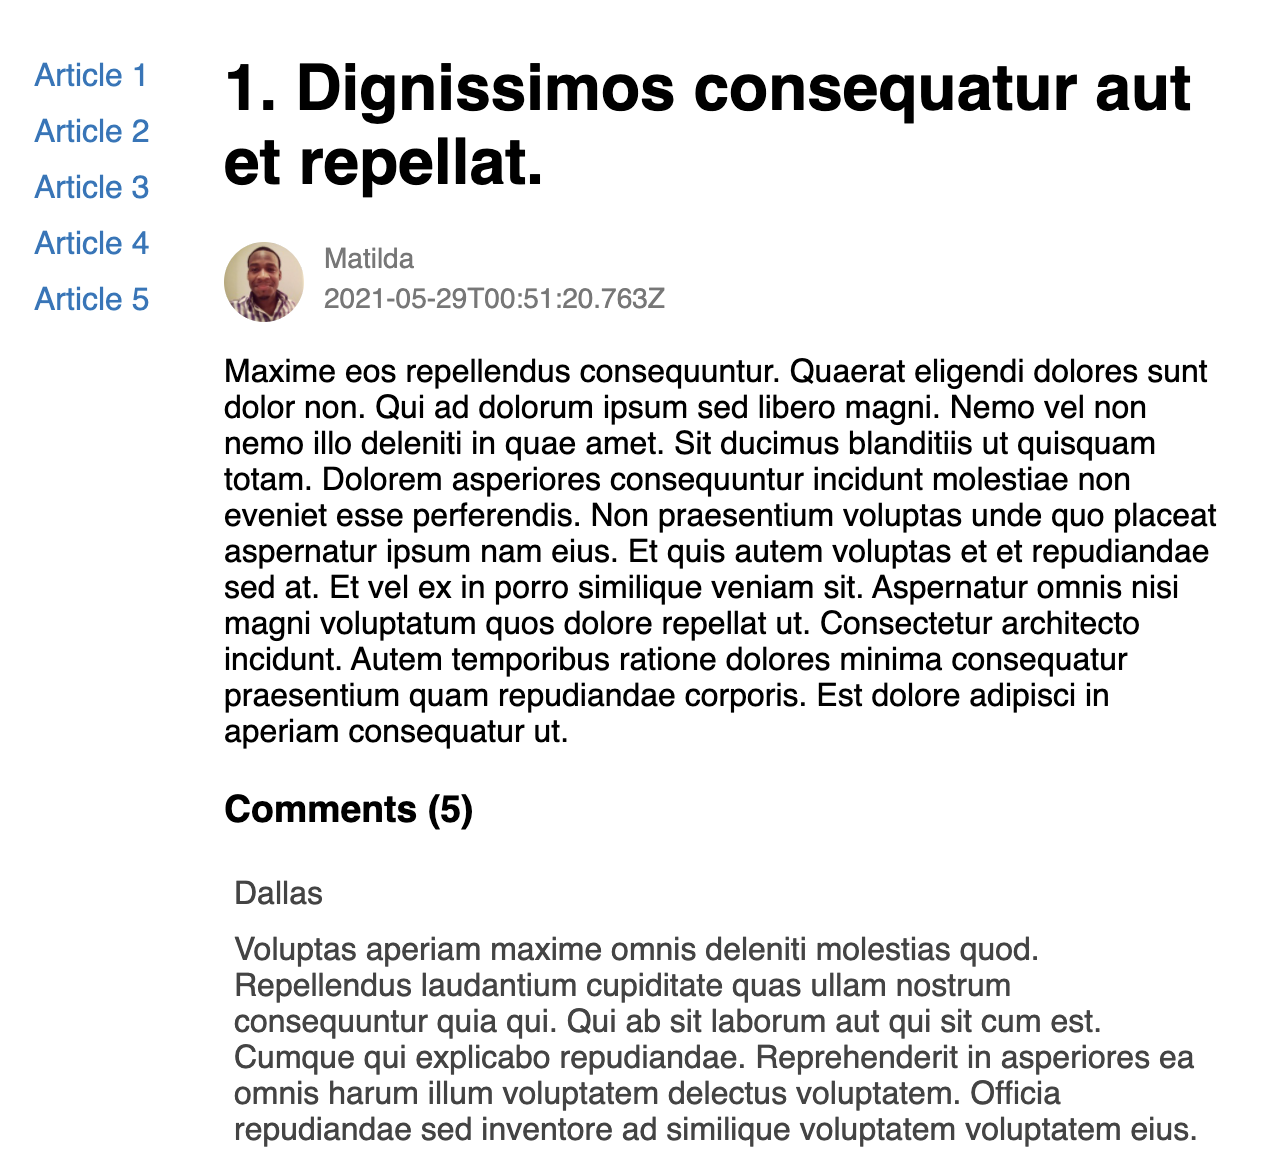 Article 1
Article 2
Article 3
Article 4
Article 5
1. Dignissimos consequatur aut
et repellat.
Matilda
2021-05-29T00:51:20.763Z
Maxime eos repellendus consequuntur. Quaerat eligendi dolores sunt
dolor non. Qui ad dolorum ipsum sed libero magni. Nemo vel non
nemo illo deleniti in quae amet. Sit ducimus blanditiis ut quisquam
totam. Dolorem asperiores consequuntur incidunt molestiae non
eveniet esse perferendis. Non praesentium voluptas unde quo placeat
aspernatur ipsum nam eius. Et quis autem voluptas et et repudiandae
sed at. Et vel ex in porro similique veniam sit. Aspernatur omnis nisi
magni voluptatum quos dolore repellat ut. Consectetur architecto
incidunt. Autem temporibus ratione dolores minima consequatur
praesentium quam repudiandae corporis. Est dolore adipisci in
aperiam consequatur ut.
Comments (5)
Dallas
Voluptas aperiam maxime omnis deleniti molestias quod.
Repellendus laudantium cupiditate quas ullam nostrum
consequuntur quia qui. Qui ab sit laborum aut qui sit cum est.
Cumque qui explicabo repudiandae. Reprehenderit in asperiores ea
omnis harum illum voluptatem delectus voluptatem. Officia
repudiandae sed inventore ad similique voluptatem voluptatem eius.